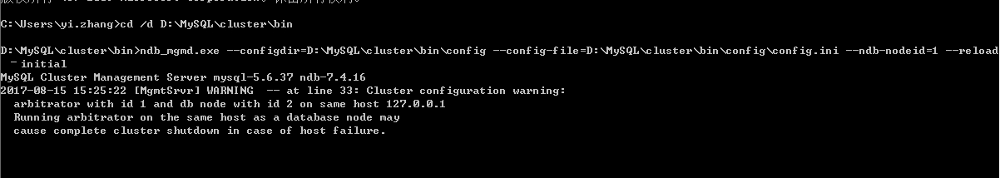 C:\Users\yi.zhang>cd /d D:\MySQL\cluster\bin
D:\MySQL\cluster\bin>ndb_mgmd.exe --configdir=D:\MySQL\cluster\bin\config --config-file=D:\MySQL\cluster\bin\config\config.ini --ndb-nodeid=1 --reload
--initial
MySQL Cluster Management Server mysql-5.6.37 ndb-7.4.16
2017-08-15 15:25:22 [MgmtSrvr] WARNING  -- at line 33: Cluster configuration warning:
  arbitrator with id 1 and db node with id 2 on same host 127.0.0.1
  Running arbitrator on the same host as a database node may
  cause complete cluster shutdown in case of host failure.